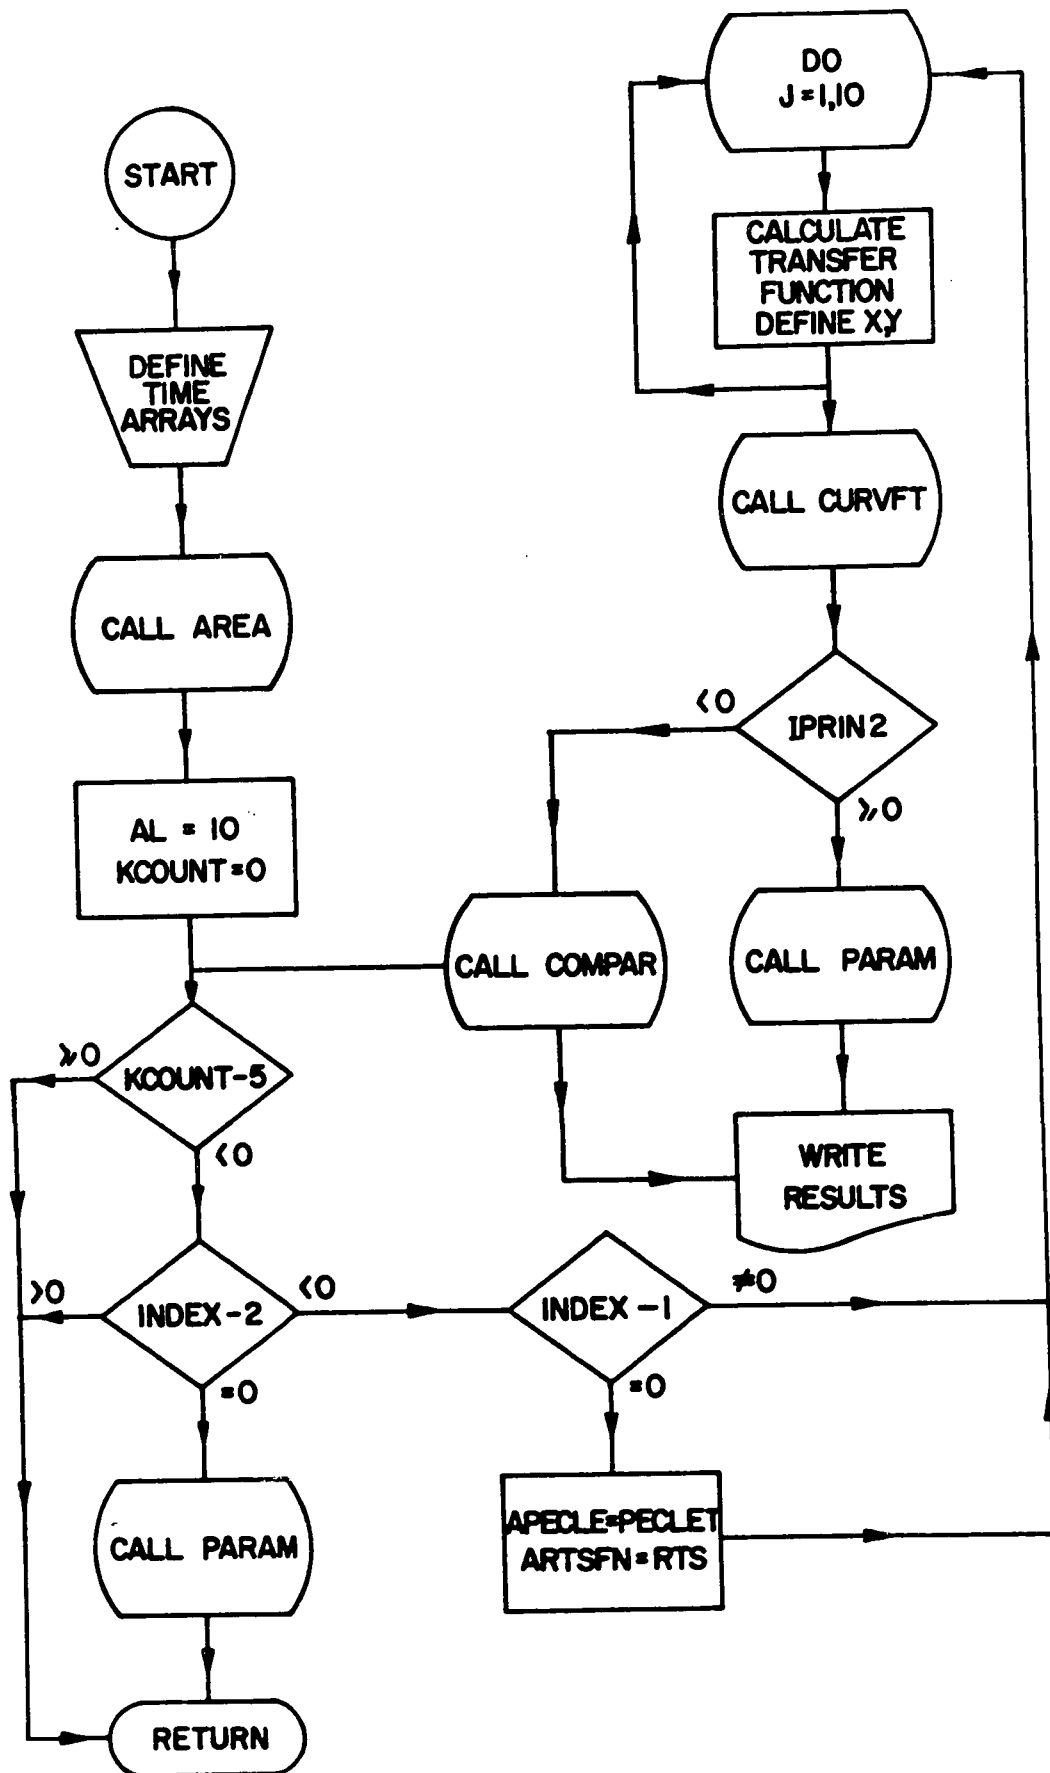 START
DEFINE
TIME
ARRAYS
CALL AREA
AL = 10
KCOUNT=0
KCOUNT-5
≥0
<0
INDEX-2
>0
<0
=0
CALL PARAM
RETURN
INDEX-1
≠0
=0
APECLE=PECLET
ARTSFN=RTS
DO
J=1,10
CALCULATE
TRANSFER
FUNCTION
DEFINE X,Y
CALL CURVFT
IPRIN2
<0
≥0
CALL COMPAR
CALL PARAM
WRITE
RESULTS